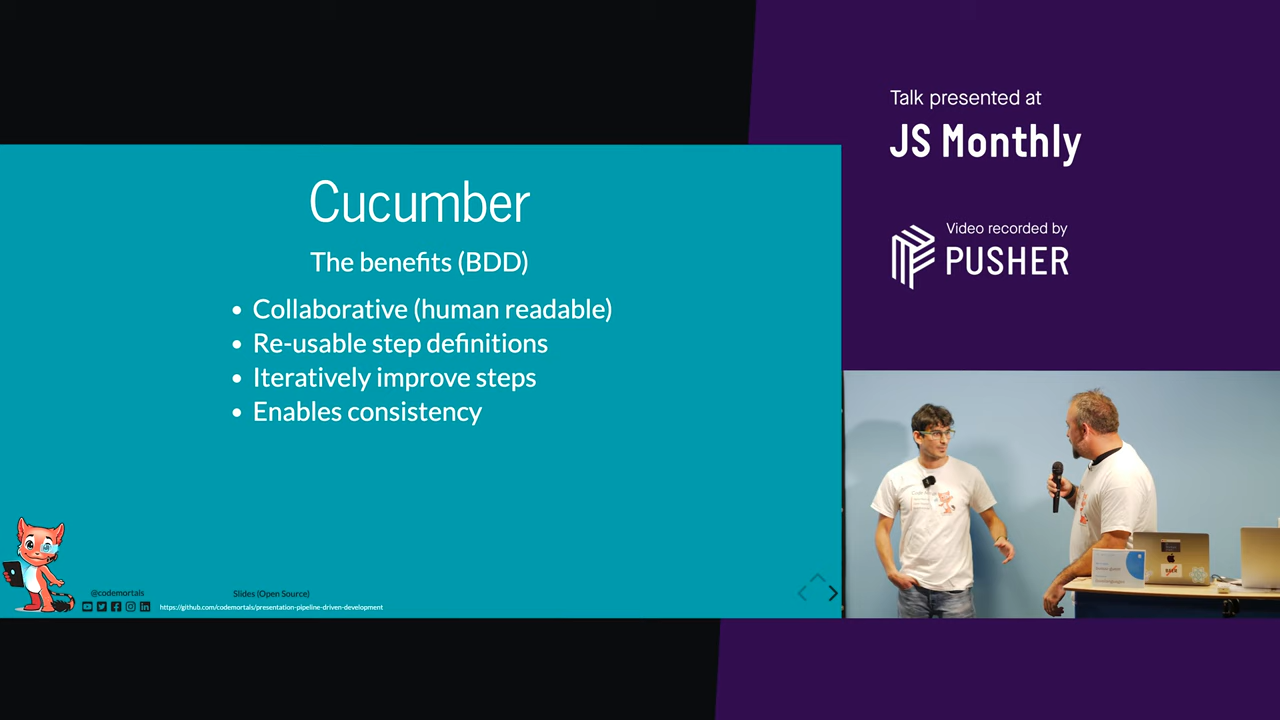 Talk presented at
JS Monthly
Video recorded by
PUSHER
Cucumber
The benefits (BDD)
• Collaborative (human readable)
• Re-usable step definitions
• Iteratively improve steps
• Enables consistency
@codemortals
Slides (Open Source)
https://github.com/codemortals/presentation-pipeline-driven-development